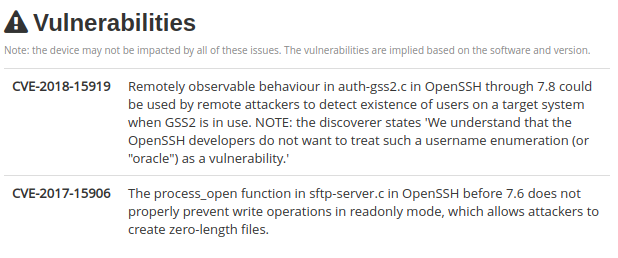 Vulnerabilities
Note: the device may not be impacted by all of these issues. The vulnerabilities are implied based on the software and version.
CVE-2018-15919
Remotely observable behaviour in auth-gss2.c in OpenSSH through 7.8 could
be used by remote attackers to detect existence of users on a target system
when GSS2 is in use. NOTE: the discoverer states 'We understand that the
OpenSSH developers do not want to treat such a username enumeration (or
"oracle") as a vulnerability.'
CVE-2017-15906
The process_open function in sftp-server.c in OpenSSH before 7.6 does not
properly prevent write operations in readonly mode, which allows attackers to
create zero-length files.